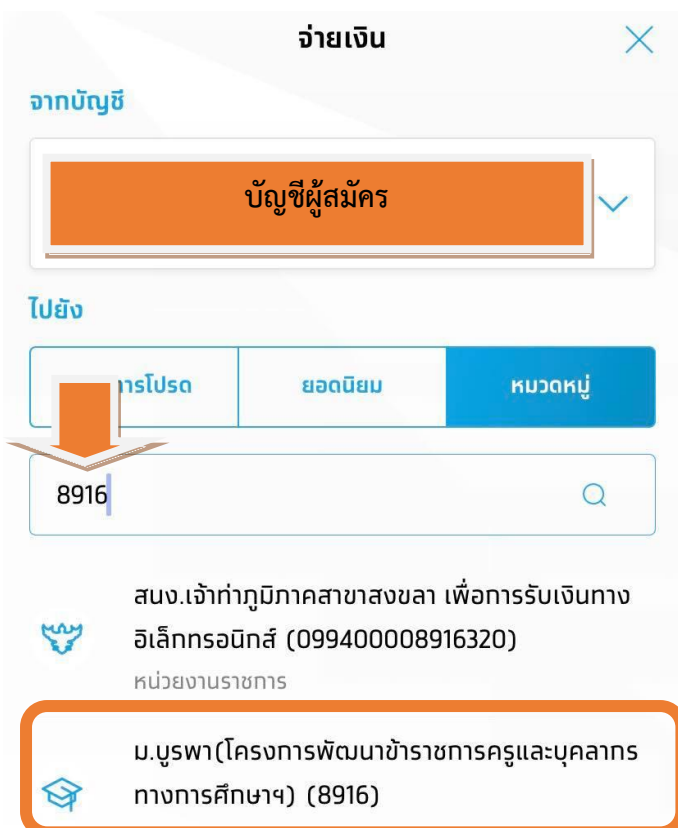 จ่ายเงิน
จากบัญชี
บัญชีผู้สมัคร
ไปยัง
ารโปรด
ยอดนิยม
หมวดหมู่
8916
สนง.เจ้าท่าภูมิภาคสาขาสงขลา เพื่อการรับเงินทาง
อิเล็กทรอนิกส์ (099400008916320)
หน่วยงานราชการ
ม.บูรพา(โครงการพัฒนาข้าราชการครูและบุคลากร
ทางการศึกษาฯ) (8916)